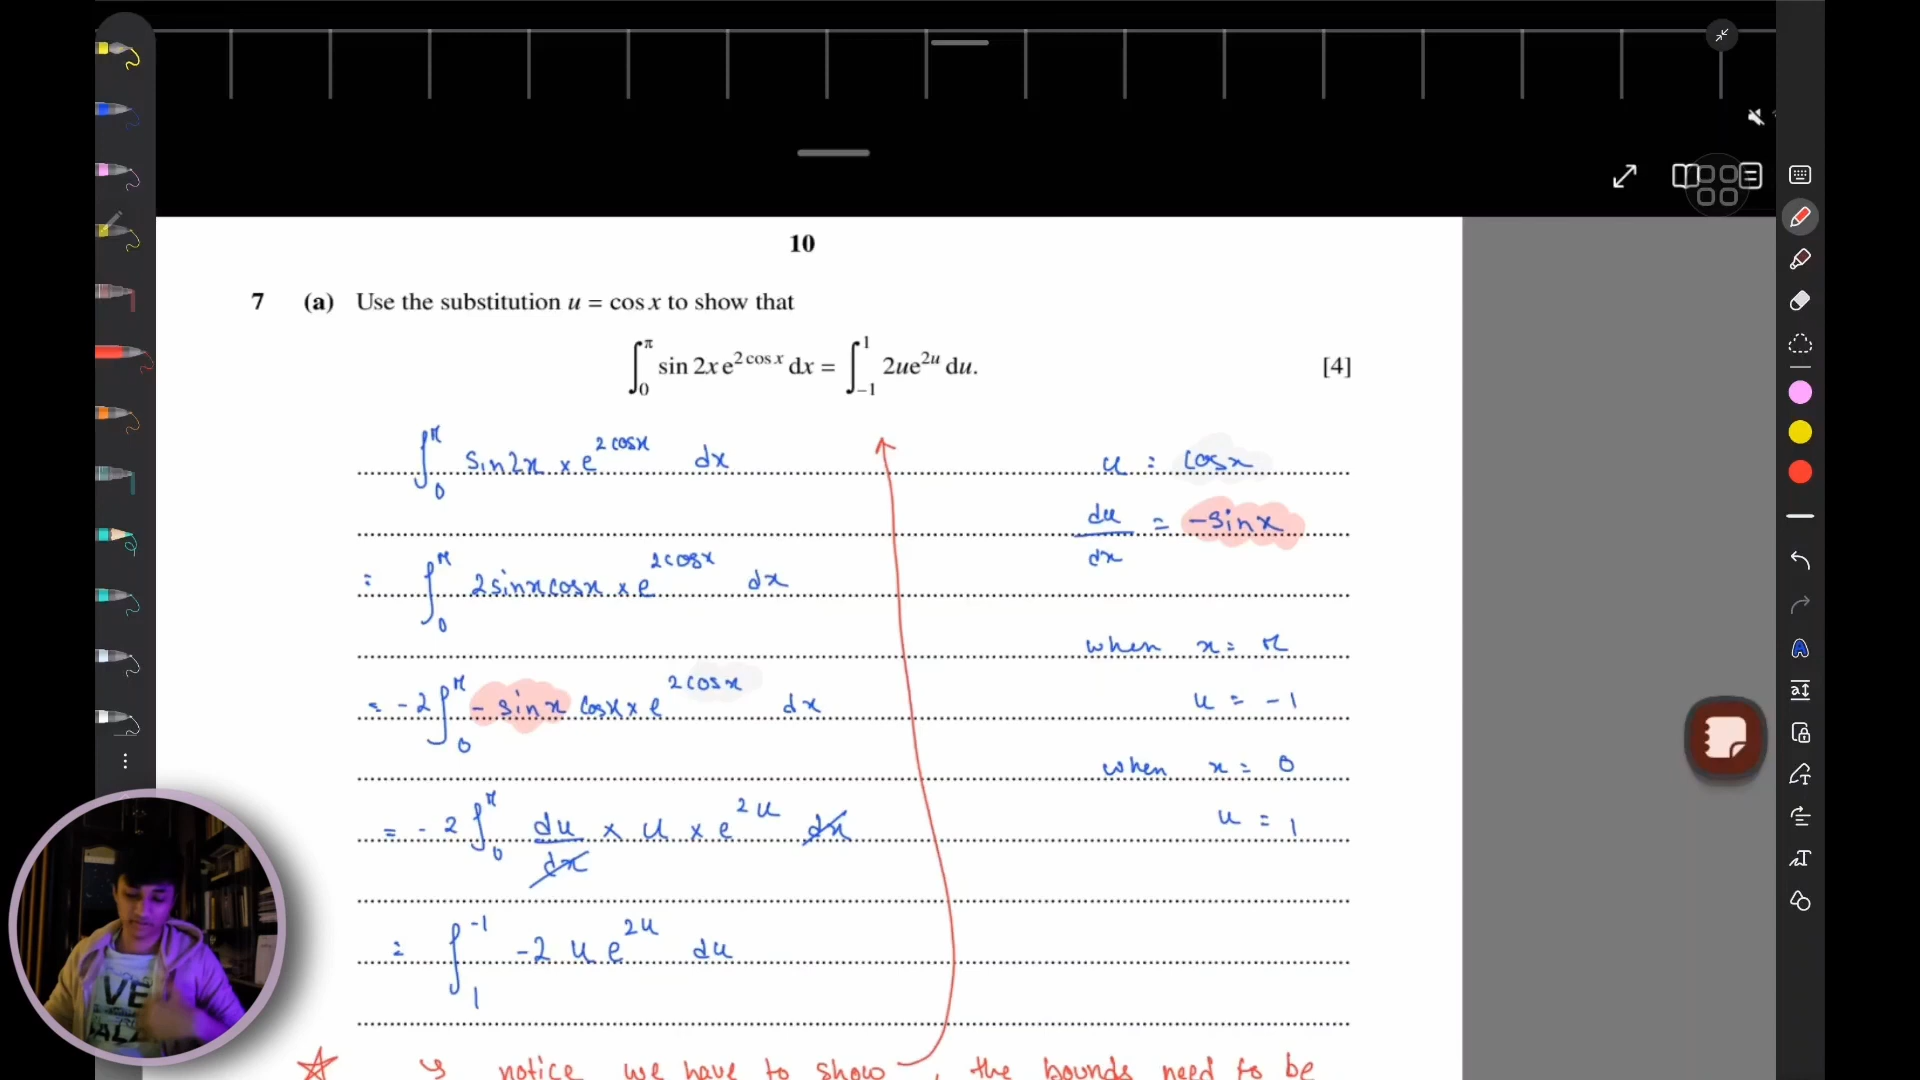 10
7 (a) Use the substitution u = cos x to show that
∫₀^π sin 2x e^{2 cos x} dx = ∫₋₁^1 2ue^{2u} du. [4]
∫₀^π sin2x × e^{2cosx} dx
u = cosx
du/dx = -sinx
= ∫₀^π 2sinxcosx × e^{2cosx} dx
when x = π
= -2 ∫₀^π -sinx cosx × e^{2cosx} dx
u = -1
when x = 0
= -2 ∫₀^π du/dx × u × e^{2u} dx
u = 1
= ∫₁^{-1} -2 u e^{2u} du
notice we have to show , the bounds need to be
VE